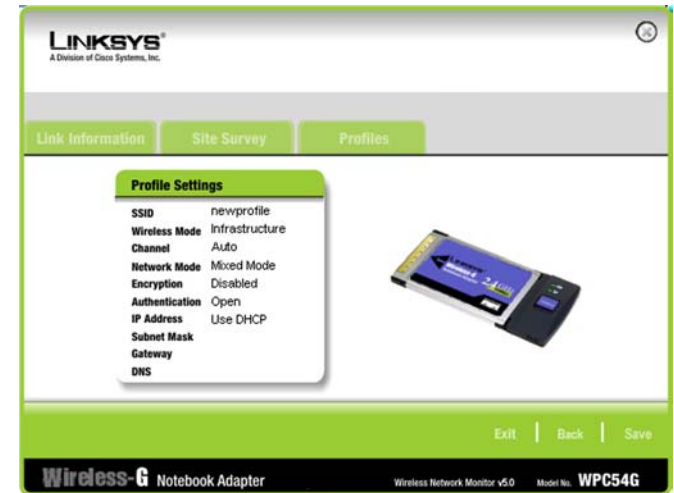 LINKSYS®
A Division of Cisco Systems, Inc.
Link Information Site Survey Profiles
Profile Settings
SSID newprofile
Wireless Mode Infrastructure
Channel Auto
Network Mode Mixed Mode
Encryption Disabled
Authentication Open
IP Address Use DHCP
Subnet Mask
Gateway
DNS
Exit Back Save
Wireless-G Notebook Adapter Wireless Network Monitor v5.0 Model No. WPC54G